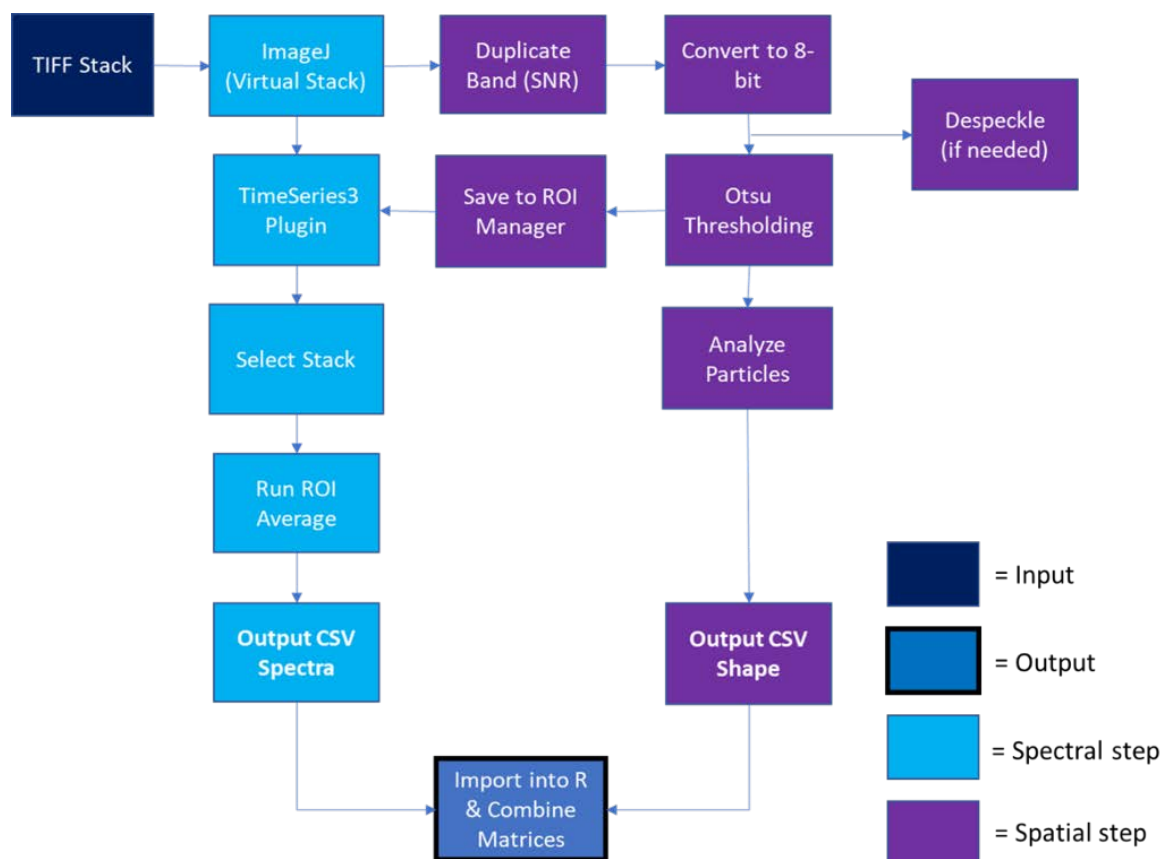 TIFF Stack
ImageJ
(Virtual Stack)
Duplicate
Band (SNR)
Convert to 8-
bit
Despeckle
(if needed)
TimeSeries3
Plugin
Save to ROI
Manager
Otsu
Thresholding
Select Stack
Analyze
Particles
Run ROI
Average
Output CSV
Spectra
Output CSV
Shape
Import into R
& Combine
Matrices
= Input
= Output
= Spectral step
= Spatial step